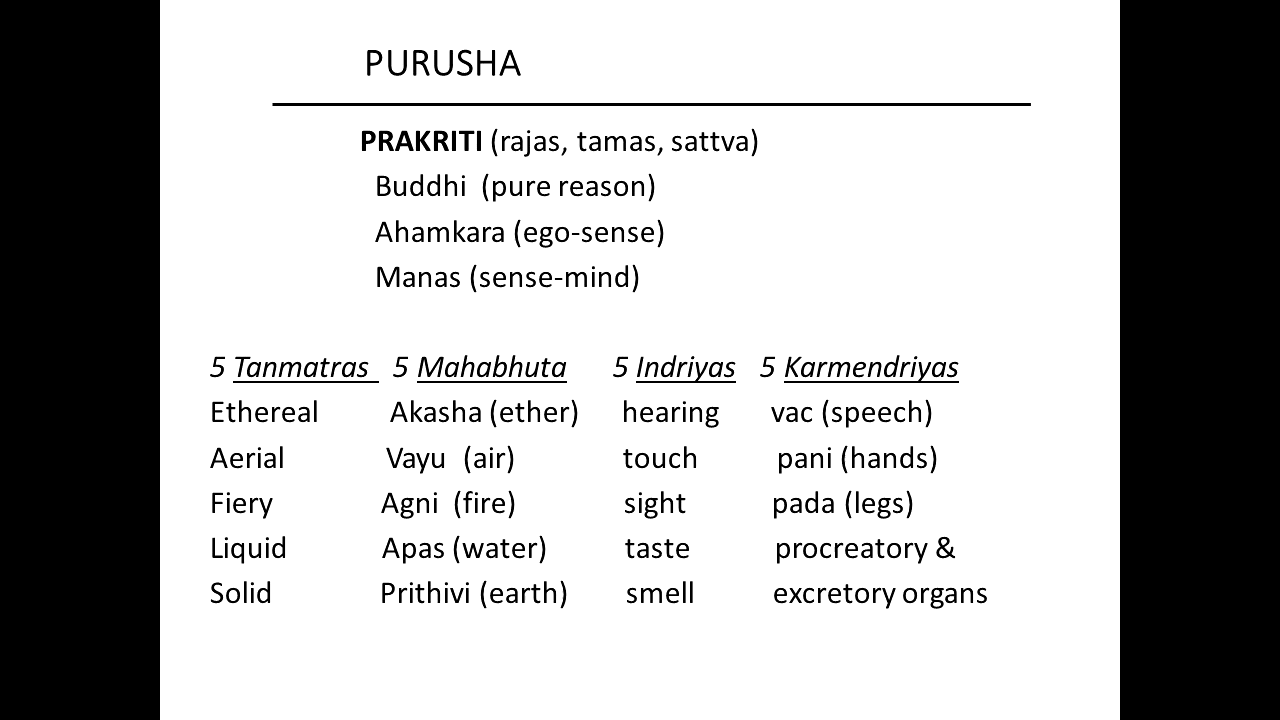 PURUSHA
PRAKRITI (rajas, tamas, sattva)
Buddhi (pure reason)
Ahamkara (ego-sense)
Manas (sense-mind)
5 Tanmatras 5 Mahabhuta 5 Indriyas 5 Karmendriyas
Ethereal Akasha (ether) hearing vac (speech)
Aerial Vayu (air) touch pani (hands)
Fiery Agni (fire) sight pada (legs)
Liquid Apas (water) taste procreatory &
Solid Prithivi (earth) smell excretory organs